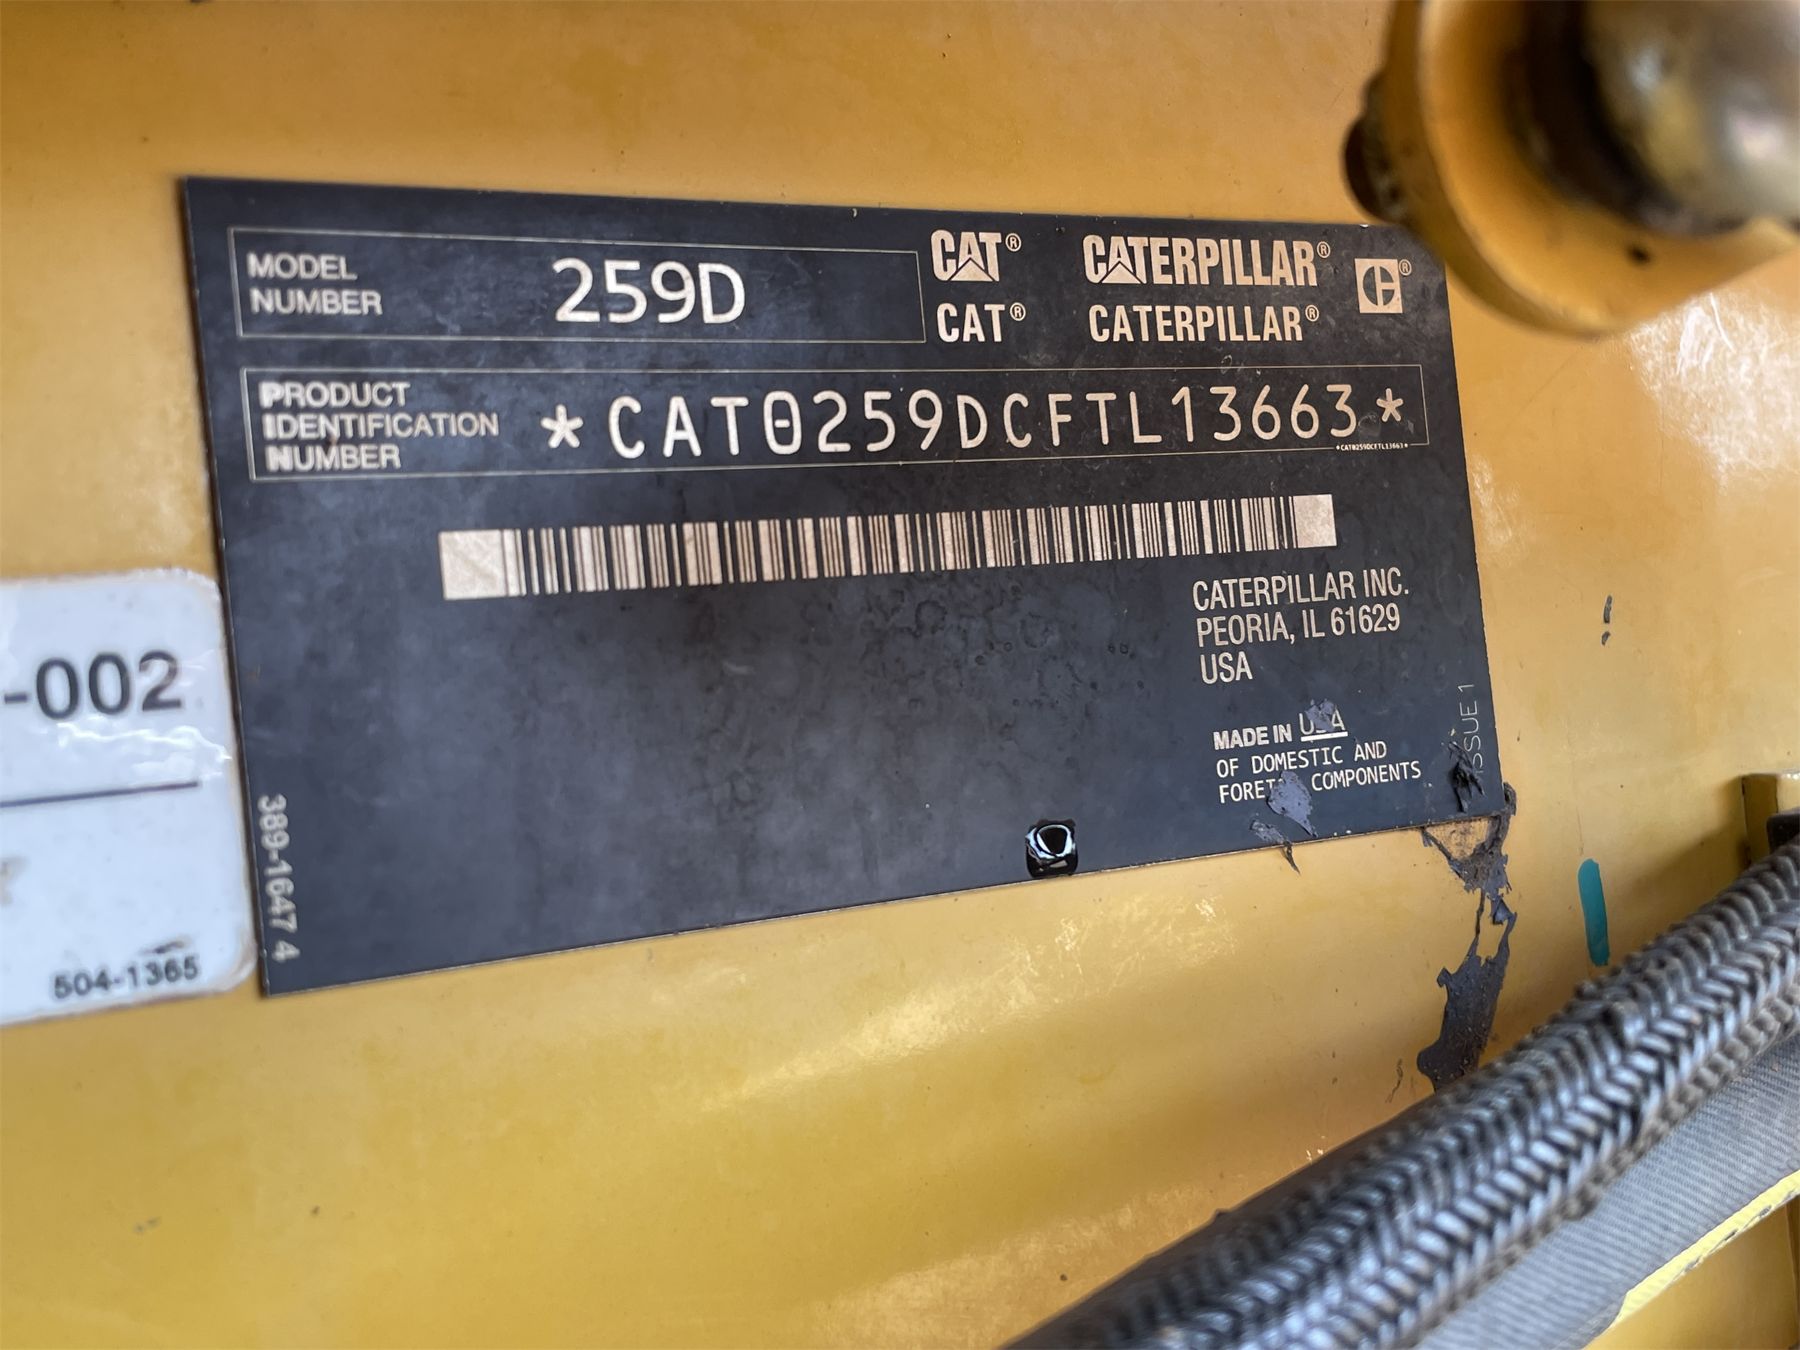 MODEL
NUMBER
259D
CAT® CATERPILLAR® C®
CAT® CATERPILLAR®
PRODUCT
IDENTIFICATION
NUMBER
*CAT0259DCFTL13663*
*CAT0259DCFTL13663*
CATERPILLAR INC.
PEORIA, IL 61629
USA
MADE IN USA
OF DOMESTIC AND
COMPONENTS
ISSUE 1
389-1647 4
-002
504-1365